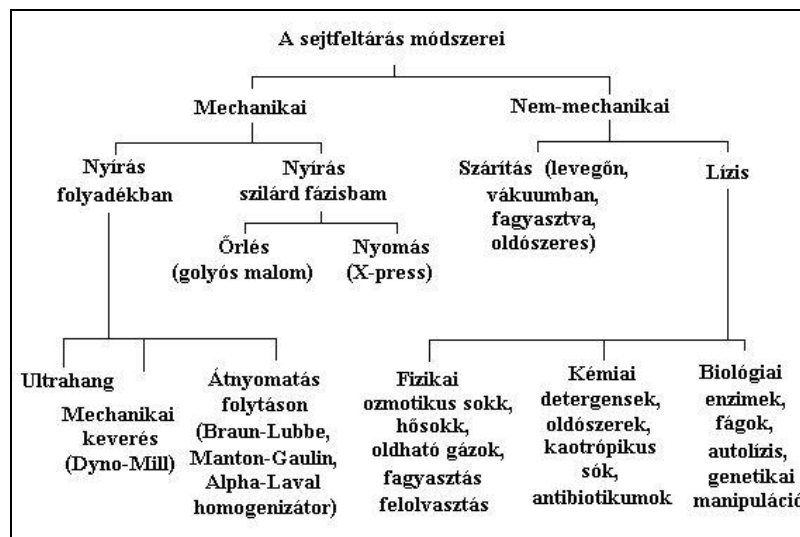 A sejtfeltárás módszerei
Mechanikai
Nem-mechanikai
Nyírás
folyadékban
Nyírás
szilárd fázisbam
Szárítás (levegőn,
vákuumban,
fagyasztva,
oldószeres)
Lízis
Őrlés
(golyós malom)
Nyomás
(X-press)
Ultrahang
Mechanikai
keverés
(Dyno-Mill)
Átnyomatás
folytáson
(Braun-Lubbe,
Manton-Gaulin,
Alpha-Laval
homogenizátor)
Fizikai
ozmotikus sokk,
hősokk,
oldható gázok,
fagyasztás
felolvasztás
Kémiai
detergensek,
oldószerek,
kaotrópikus
sók,
antibiotikumok
Biológiai
enzimek,
fágok,
autolízis,
genetikai
manipuláció